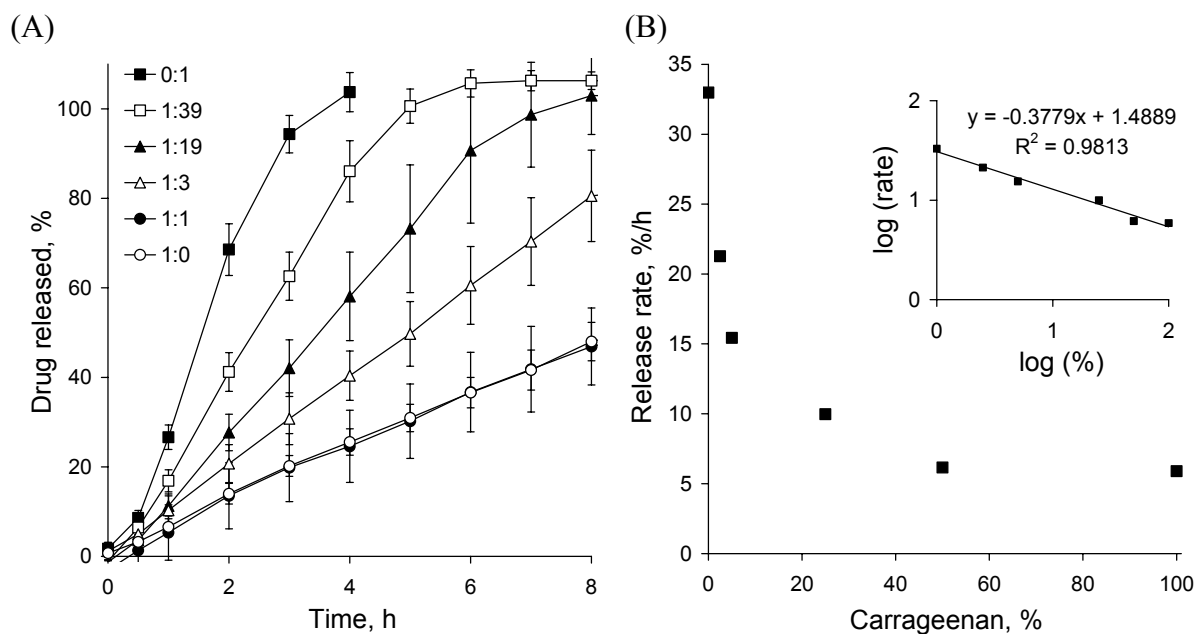 (A)
0:1
1:39
1:19
1:3
1:1
1:0
Drug released, %
100
80
60
40
20
0
0 2 4 6 8
Time, h
(B)
Release rate, %/h
35
30
25
20
15
10
5
0
0 20 40 60 80 100
Carrageenan, %
y = -0.3779x + 1.4889
R² = 0.9813
log (rate)
2
1
0
0 1 2
log (%)